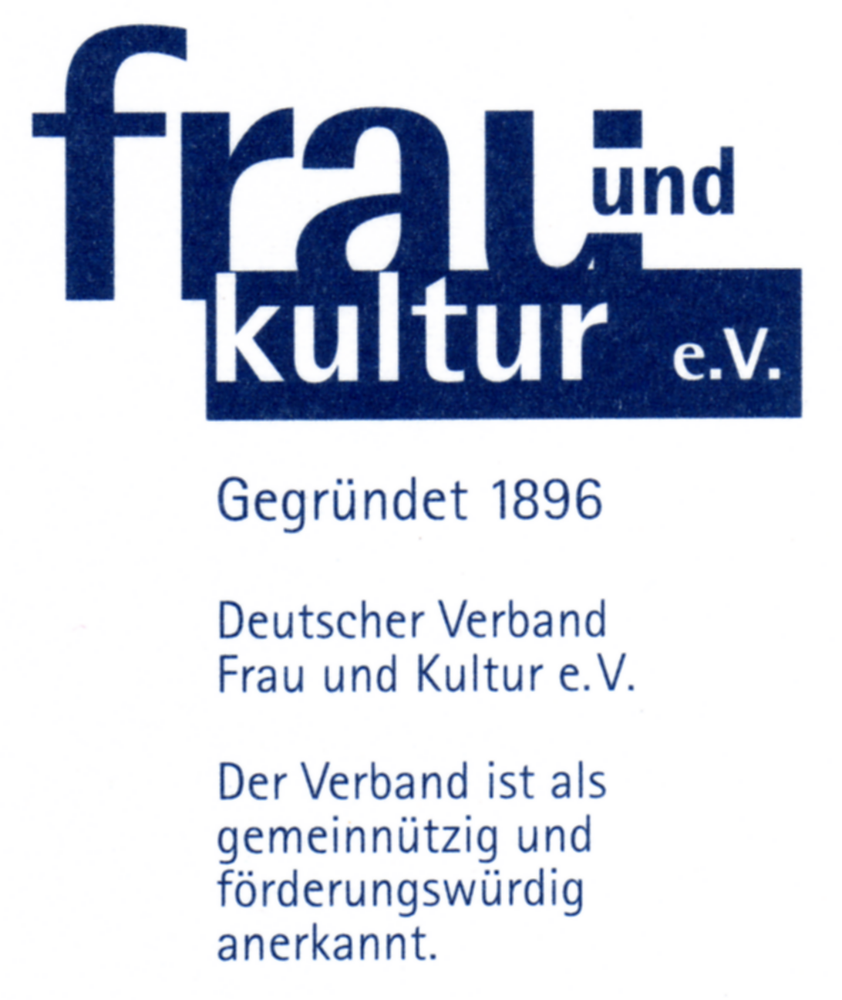 frau
und
kultur e.V.
Gegründet 1896
Deutscher Verband
Frau und Kultur e.V.
Der Verband ist als
gemeinnützig und
förderungswürdig
anerkannt.